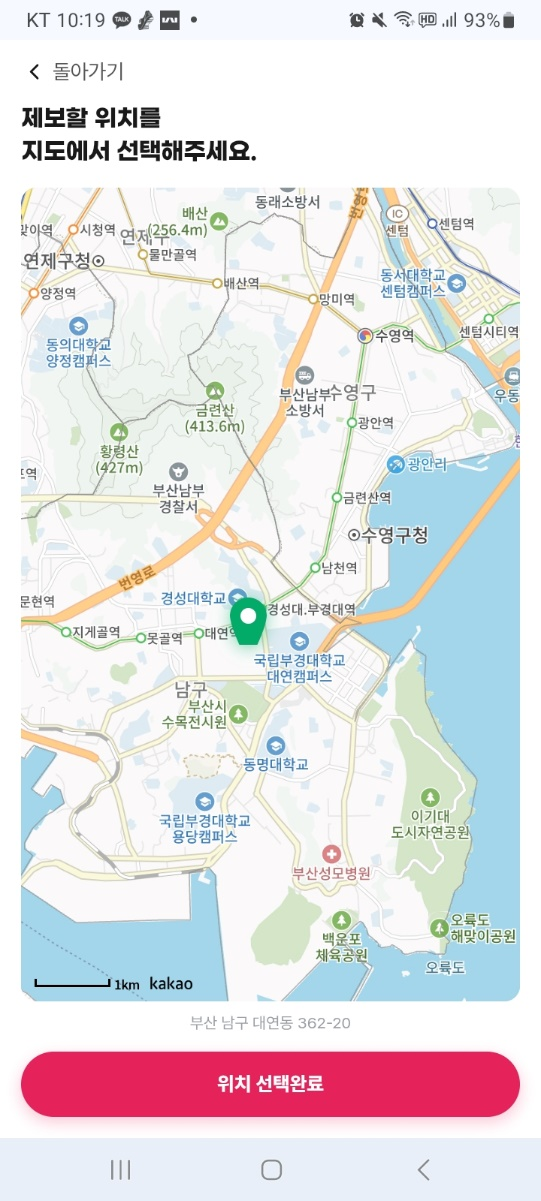 KT 10:19 TALK HD 93%
돌아가기
제보할 위치를
지도에서 선택해주세요.
동래소방서
번영로
배산
(256.4m)
IC
센텀
센텀역
맞이역
시청역
연제구
연제구청
물만골역
동서대학교
센텀캠퍼스
배산역
양정역
망미역
센텀시티역
동의대학교
양정캠퍼스
수영역
부산남부
소방서
수영구
우동
금련산
(413.6m)
광안역
황령산
(427m)
광안리
부산남부
경찰서
금련산역
수영구청
번영로
남천역
문현역
경성대학교
경성대.부경대역
지게골역
못골역
대연역
국립부경대학교
대연캠퍼스
남구
부산시
수목전시원
동명대학교
국립부경대학교
용당캠퍼스
이기대
도시자연공원
부산성모병원
백운포
체육공원
오륙도
해맞이공원
오륙도
1km kakao
부산 남구 대연동 362-20
위치 선택완료